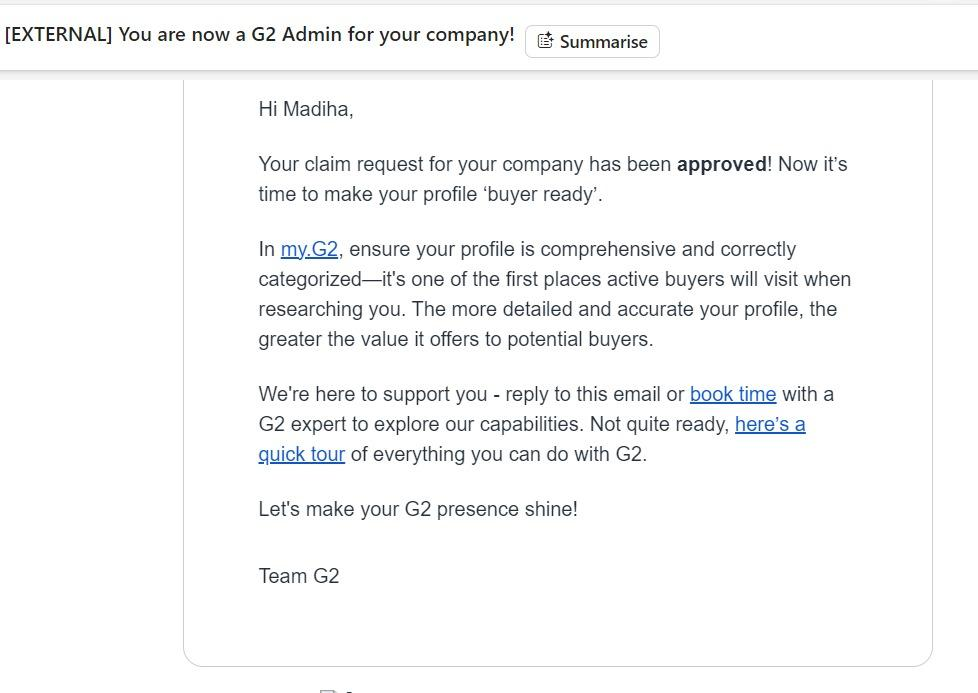 [EXTERNAL] You are now a G2 Admin for your company!
Summarise
Hi Madiha,
Your claim request for your company has been approved! Now it’s
time to make your profile ‘buyer ready’.
In my.G2, ensure your profile is comprehensive and correctly
categorized—it's one of the first places active buyers will visit when
researching you. The more detailed and accurate your profile, the
greater the value it offers to potential buyers.
We're here to support you - reply to this email or book time with a
G2 expert to explore our capabilities. Not quite ready, here’s a
quick tour of everything you can do with G2.
Let's make your G2 presence shine!
Team G2